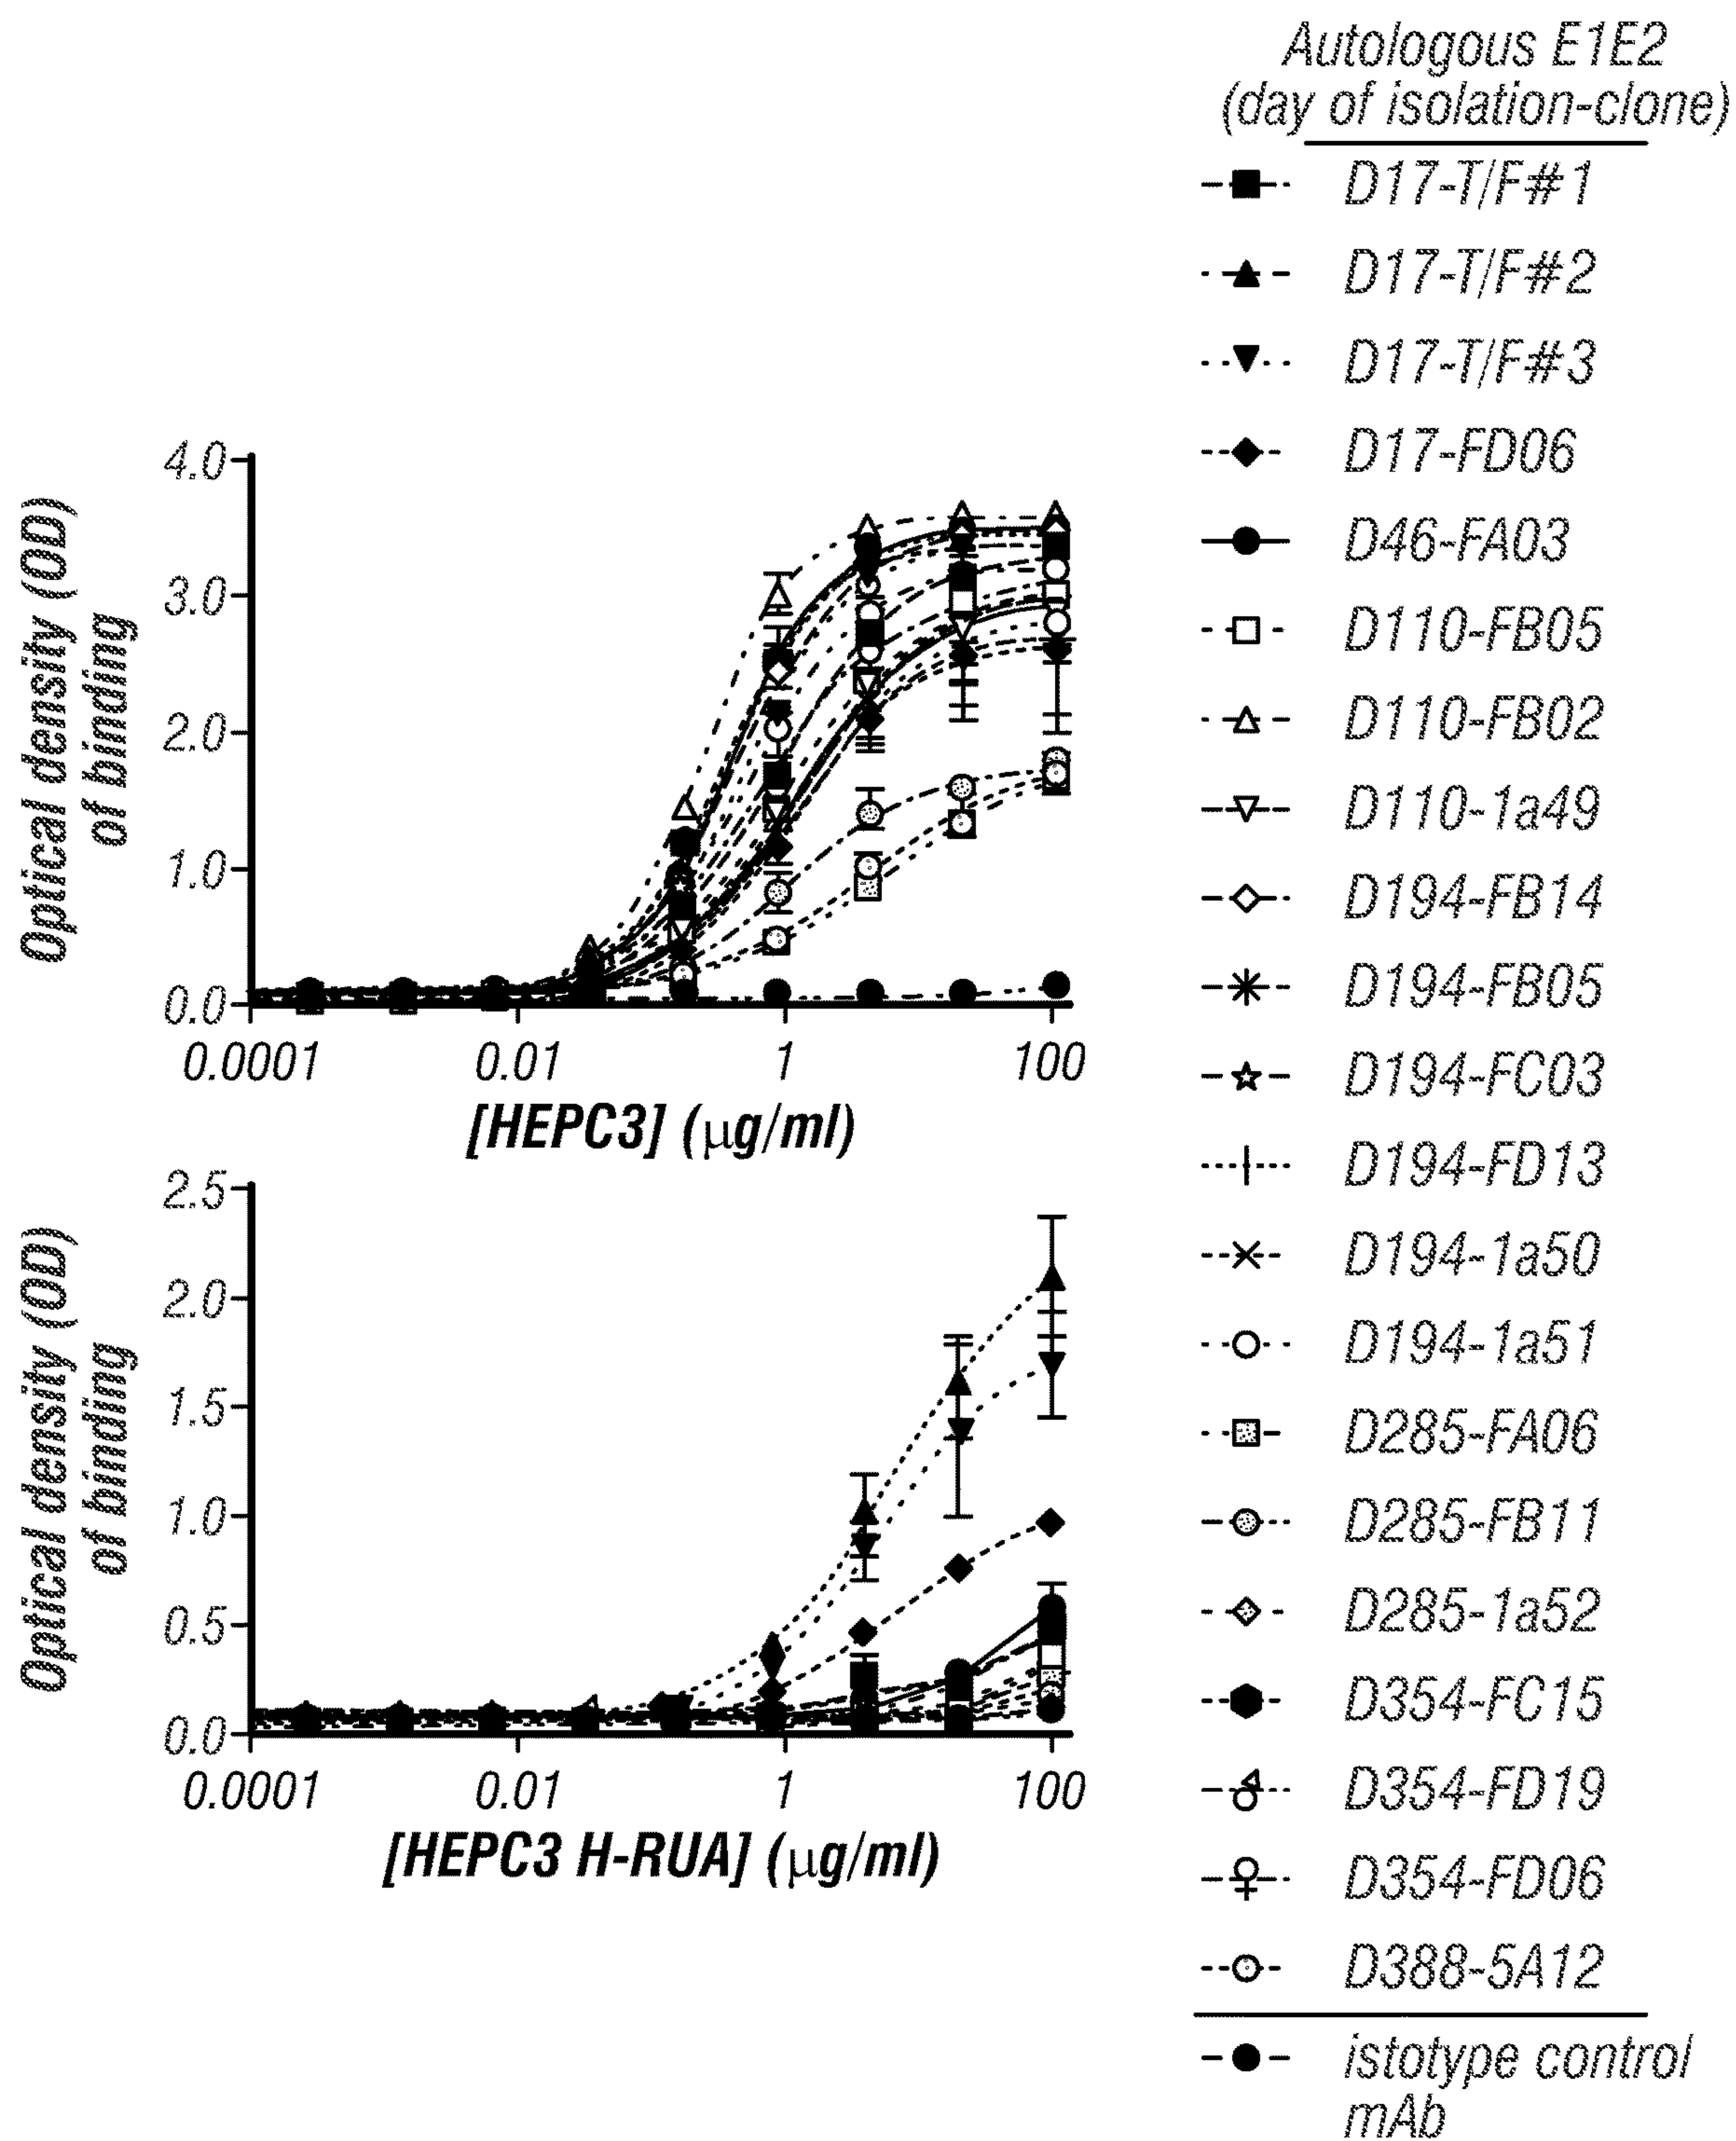 Autologous E1E2
(day of isolation-clone)
D17-T/F#1
D17-T/F#2
D17-T/F#3
D17-FD06
D46-FA03
D110-FB05
D110-FB02
D110-1a49
D194-FB14
D194-FB05
D194-FC03
D194-FD13
D194-1a50
D194-1a51
D285-FA06
D285-FB11
D285-1a52
D354-FC15
D354-FD19
D354-FD06
D388-5A12
istotype control
mAb
Optical density (OD)
of binding
4.0
3.0
2.0
1.0
0.0
0.0001 0.01 1 100
[HEPC3] (μg/ml)
Optical density (OD)
of binding
2.5
2.0
1.5
1.0
0.5
0.0
0.0001 0.01 1 100
[HEPC3 H-RUA] (μg/ml)